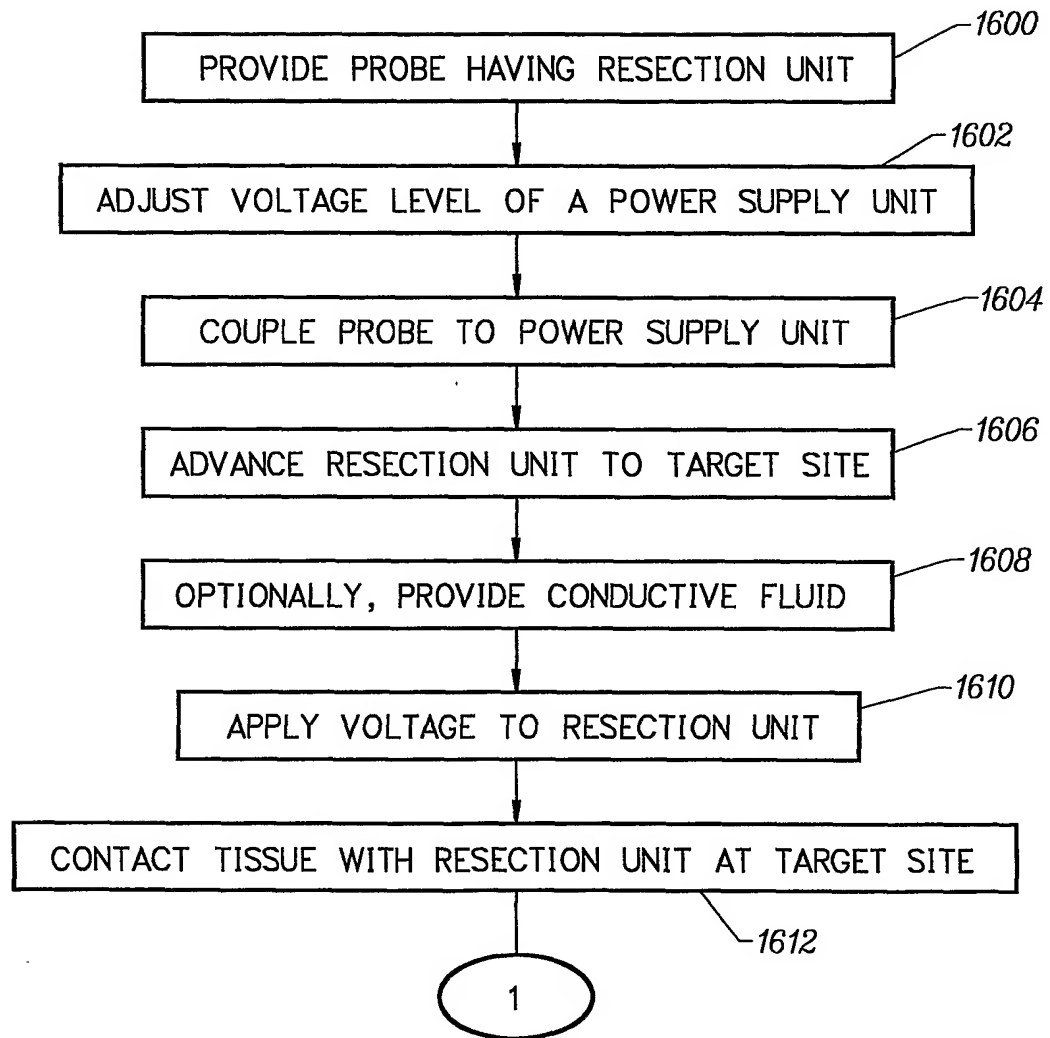 1600
PROVIDE PROBE HAVING RESECTION UNIT
1602
ADJUST VOLTAGE LEVEL OF A POWER SUPPLY UNIT
1604
COUPLE PROBE TO POWER SUPPLY UNIT
1606
ADVANCE RESECTION UNIT TO TARGET SITE
1608
OPTIONALLY, PROVIDE CONDUCTIVE FLUID
1610
APPLY VOLTAGE TO RESECTION UNIT
CONTACT TISSUE WITH RESECTION UNIT AT TARGET SITE
1612
1